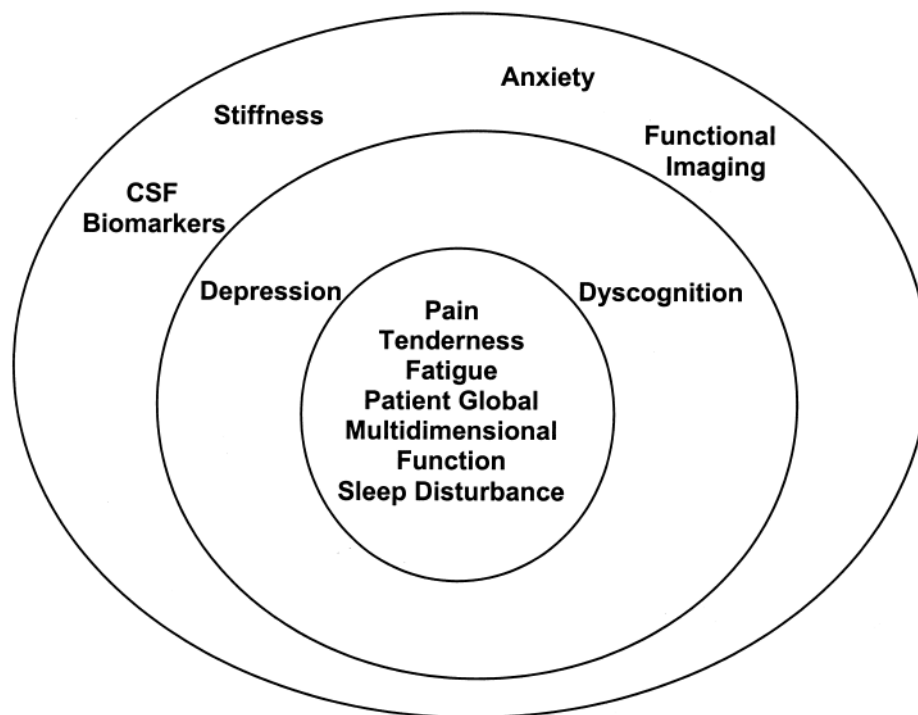 Anxiety
Stiffness
Functional
Imaging
CSF
Biomarkers
Depression
Dyscognition
Pain
Tenderness
Fatigue
Patient Global
Multidimensional
Function
Sleep Disturbance